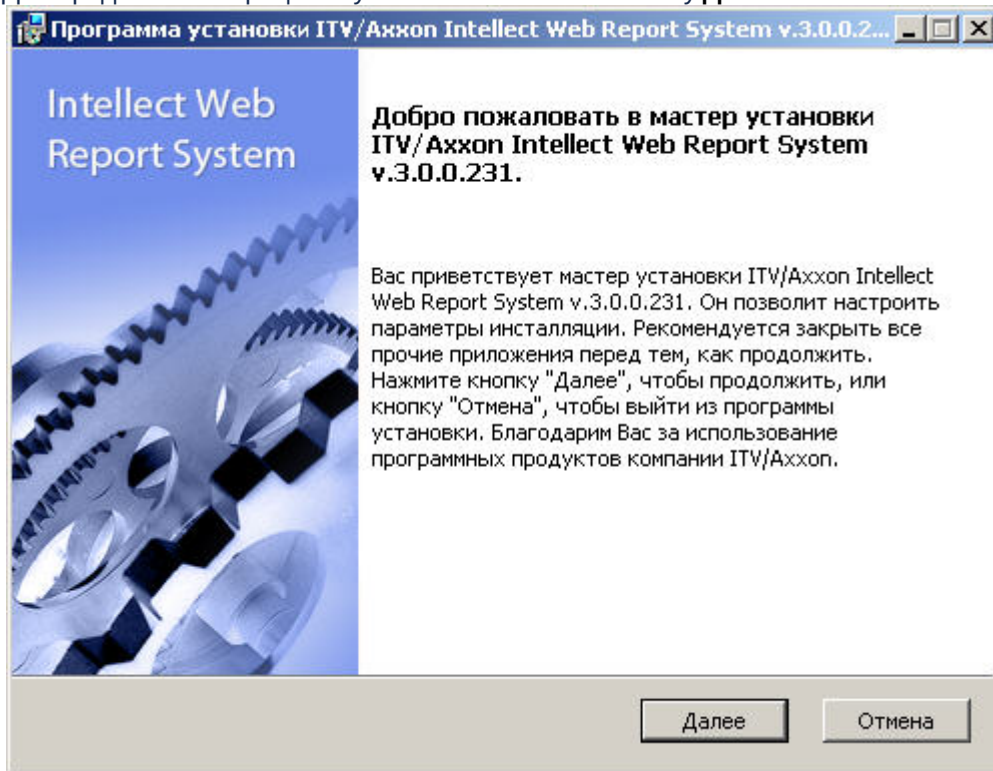 Программа установки ITV/Axxon Intellect Web Report System v.3.0.0.2...
Intellect Web
Report System
Добро пожаловать в мастер установки
ITV/Axxon Intellect Web Report System
v.3.0.0.231.
Вас приветствует мастер установки ITV/Axxon Intellect
Web Report System v.3.0.0.231. Он позволит настроить
параметры инсталляции. Рекомендуется закрыть все
прочие приложения перед тем, как продолжить.
Нажмите кнопку "Далее", чтобы продолжить, или
кнопку "Отмена", чтобы выйти из программы
установки. Благодарим Вас за использование
программных продуктов компании ITV/Axxon.
Далее
Отмена